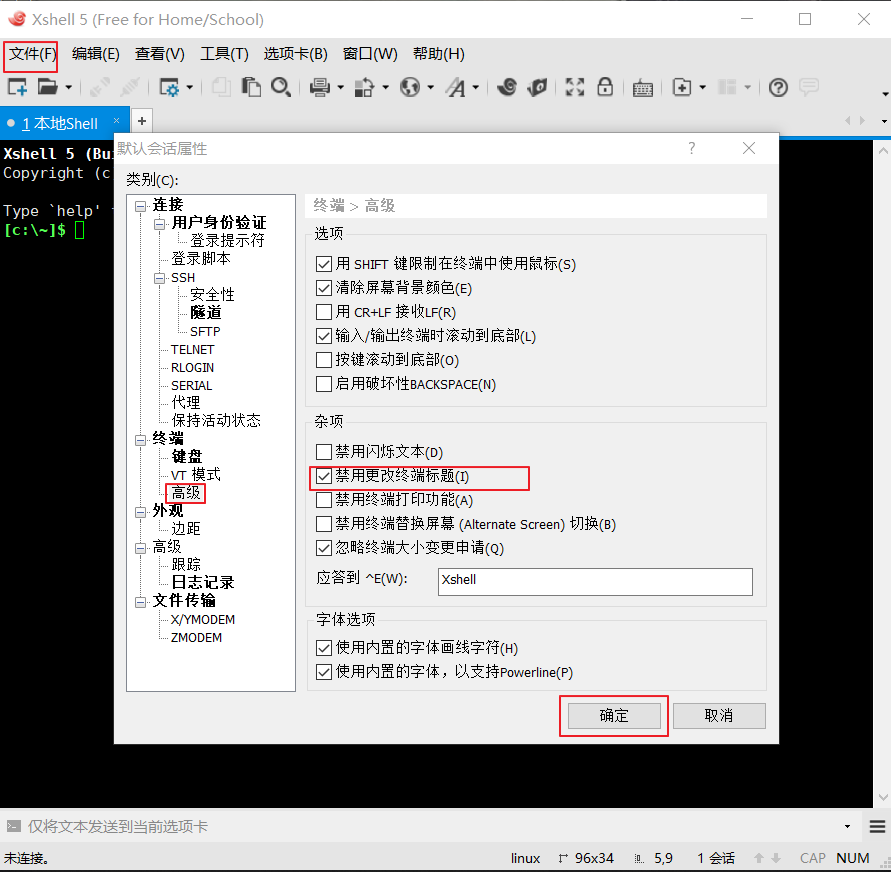 Xshell 5 (Free for Home/School)
文件(F) 编辑(E) 查看(V) 工具(T) 选项卡(B) 窗口(W) 帮助(H)
1 本地Shell
+
Xshell 5 (Bu
Copyright (c
Type `help'
[c:\~]$
默认会话属性
?
类别(C):
连接
用户身份验证
登录提示符
登录脚本
SSH
安全性
隧道
SFTP
TELNET
RLOGIN
SERIAL
代理
保持活动状态
终端
键盘
VT 模式
高级
外观
边距
高级
跟踪
日志记录
文件传输
X/YMODEM
ZMODEM
终端 > 高级
选项
用 SHIFT 键限制在终端中使用鼠标(S)
清除屏幕背景颜色(E)
用 CR+LF 接收LF(R)
输入/输出终端时滚动到底部(L)
按键滚动到底部(O)
启用破坏性BACKSPACE(N)
杂项
禁用闪烁文本(D)
禁用更改终端标题(I)
禁用终端打印功能(A)
禁用终端替换屏幕 (Alternate Screen) 切换(B)
忽略终端大小变更申请(Q)
应答到 ^E(W):
Xshell
字体选项
使用内置的字体画线字符(H)
使用内置的字体，以支持Powerline(P)
确定
取消
仅将文本发送到当前选项卡
未连接。
linux
96x34
5,9
1 会话
CAP
NUM